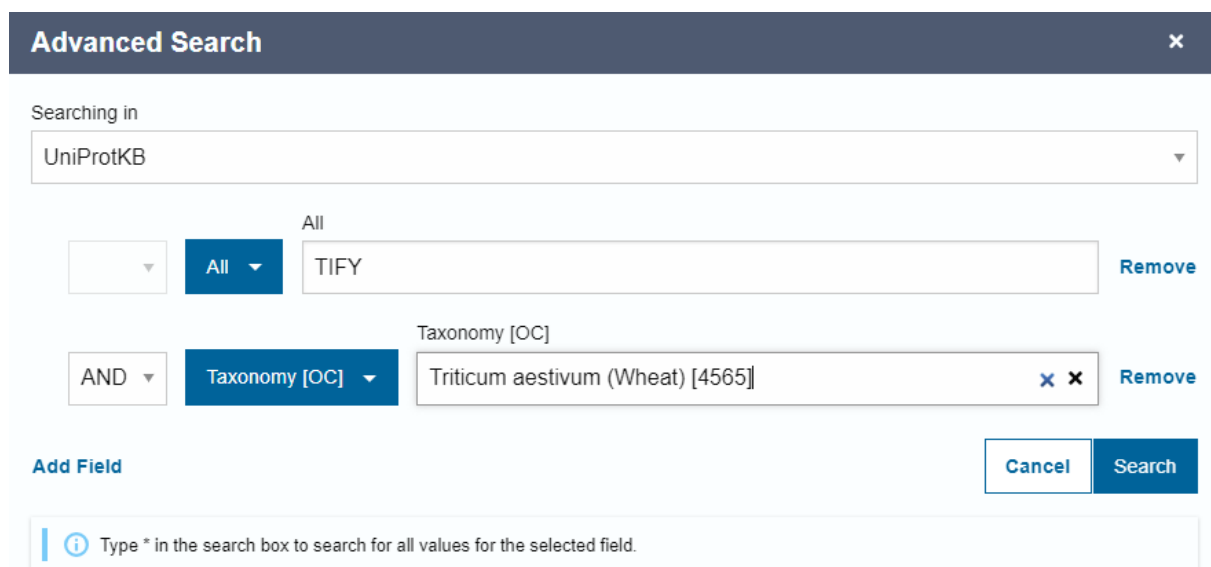 Advanced Search ×
Searching in
UniProtKB
All
All TIFY Remove
Taxonomy [OC]
AND Taxonomy [OC] Triticum aestivum (Wheat) [4565] × × Remove
Add Field Cancel Search
Type * in the search box to search for all values for the selected field.